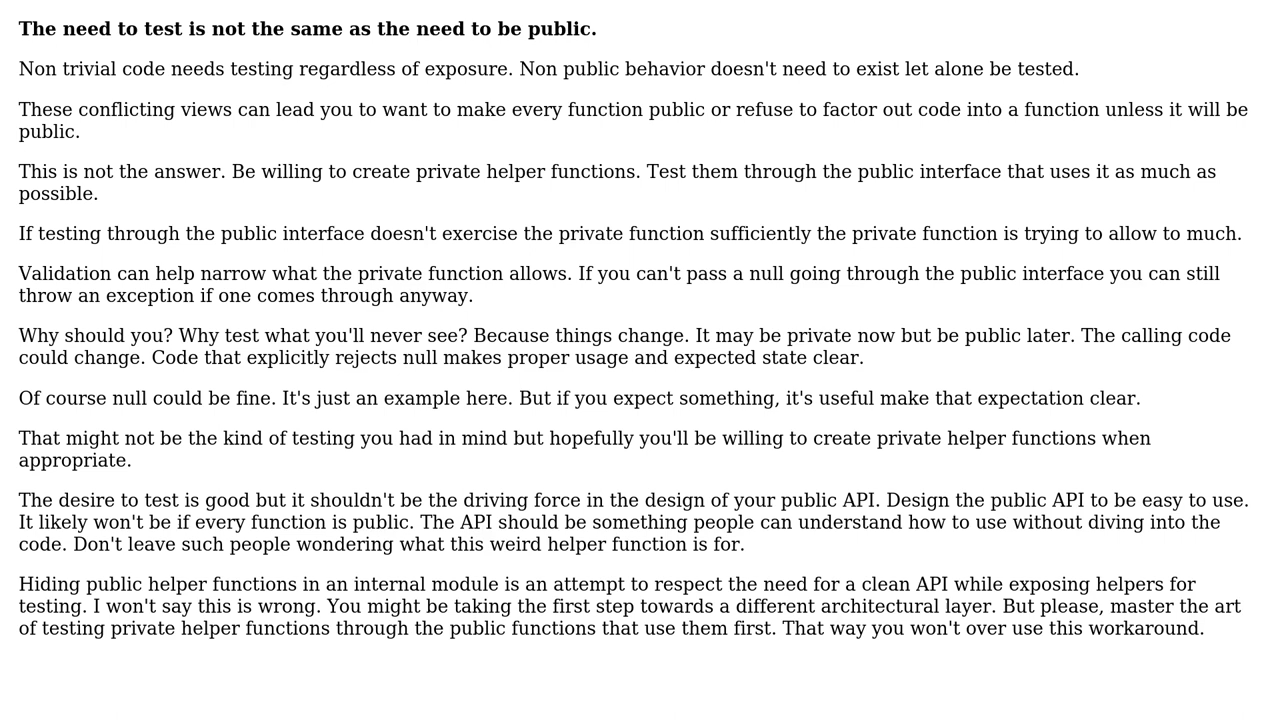 The need to test is not the same as the need to be public.
Non trivial code needs testing regardless of exposure. Non public behavior doesn't need to exist let alone be tested.
These conflicting views can lead you to want to make every function public or refuse to factor out code into a function unless it will be
public.
This is not the answer. Be willing to create private helper functions. Test them through the public interface that uses it as much as
possible.
If testing through the public interface doesn't exercise the private function sufficiently the private function is trying to allow to much.
Validation can help narrow what the private function allows. If you can't pass a null going through the public interface you can still
throw an exception if one comes through anyway.
Why should you? Why test what you'll never see? Because things change. It may be private now but be public later. The calling code
could change. Code that explicitly rejects null makes proper usage and expected state clear.
Of course null could be fine. It's just an example here. But if you expect something, it's useful make that expectation clear.
That might not be the kind of testing you had in mind but hopefully you'll be willing to create private helper functions when
appropriate.
The desire to test is good but it shouldn't be the driving force in the design of your public API. Design the public API to be easy to use.
It likely won't be if every function is public. The API should be something people can understand how to use without diving into the
code. Don't leave such people wondering what this weird helper function is for.
Hiding public helper functions in an internal module is an attempt to respect the need for a clean API while exposing helpers for
testing. I won't say this is wrong. You might be taking the first step towards a different architectural layer. But please, master the art
of testing private helper functions through the public functions that use them first. That way you won't over use this workaround.